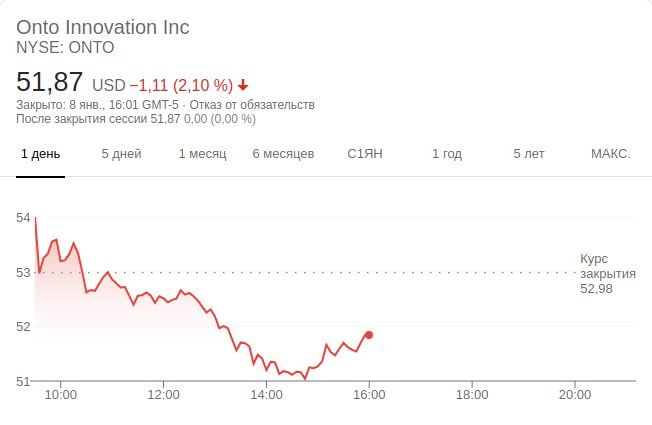 Onto Innovation Inc
NYSE: ONTO
51,87 USD −1,11 (2,10 %)
Закрыто: 8 янв., 16:01 GMT-5 · Отказ от обязательств
После закрытия сессии 51,87 0,00 (0,00 %)
1 день 5 дней 1 месяц 6 месяцев С1ЯН 1 год 5 лет МАКС.
54
53
52
51
Курс
закрытия
52,98
10:00 12:00 14:00 16:00 18:00 20:00